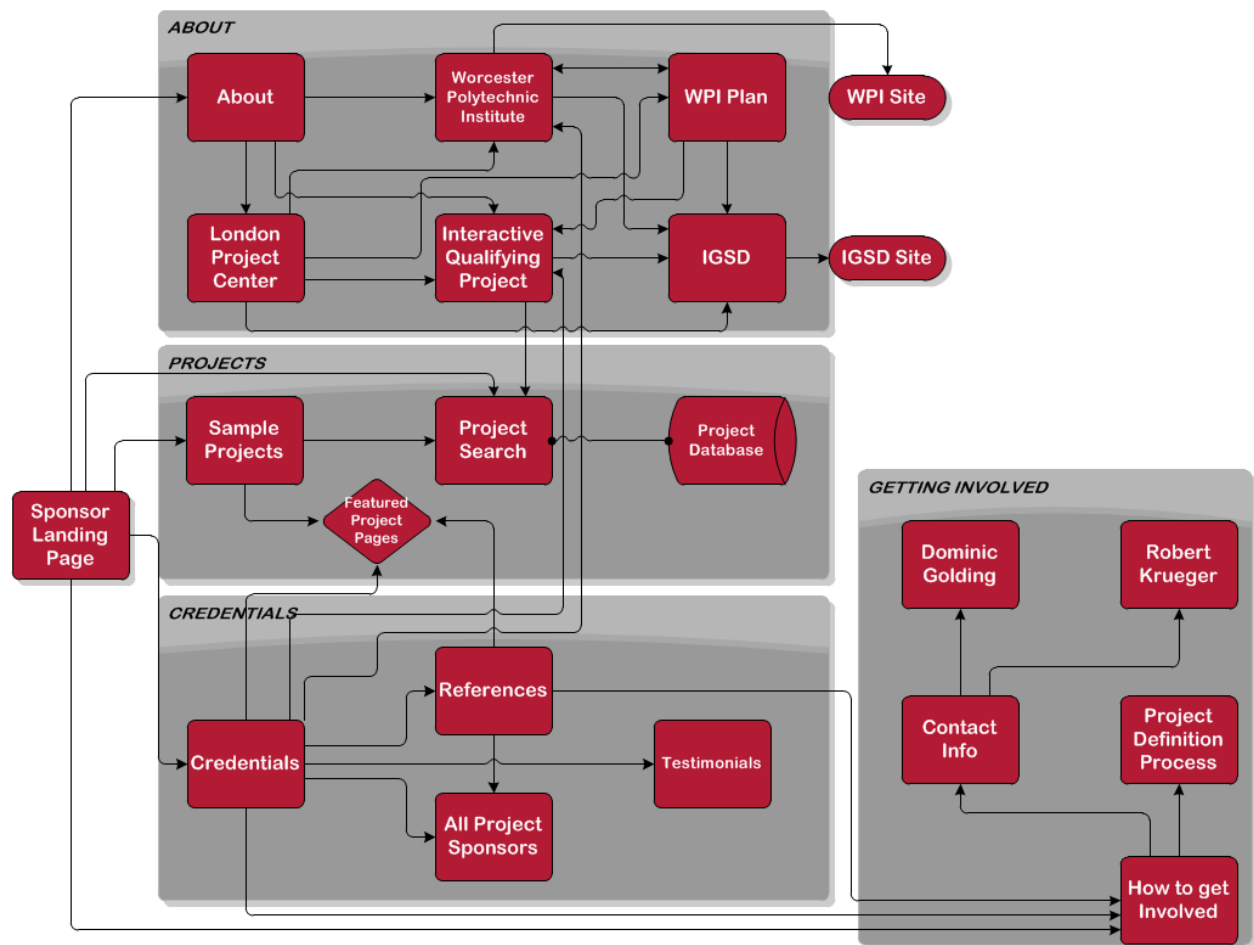 ABOUT
About
Worcester
Polytechnic
Institute
WPI Plan
WPI Site
London
Project
Center
Interactive
Qualifying
Project
IGSD
IGSD Site
PROJECTS
Sample
Projects
Project
Search
Project
Database
Featured
Project
Pages
Sponsor
Landing
Page
CREDENTIALS
References
Credentials
Testimonials
All Project
Sponsors
GETTING INVOLVED
Dominic
Golding
Robert
Krueger
Contact
Info
Project
Definition
Process
How to get
Involved